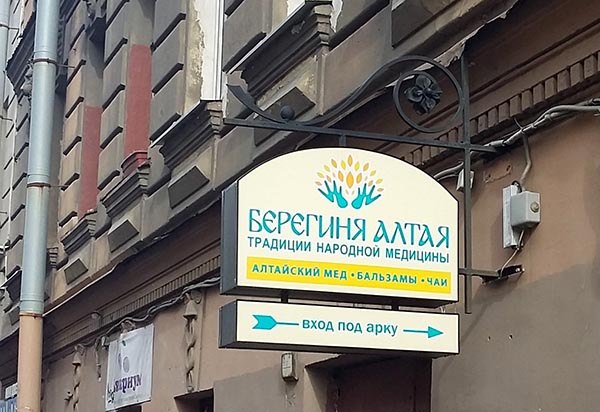 БЕРЕГИНЯ АЛТАЯ
ТРАДИЦИИ НАРОДНОЙ МЕДИЦИНЫ
АЛТАЙСКИЙ МЕД • БАЛЬЗАМЫ • ЧАИ
ВХОД ПОД АРКУ